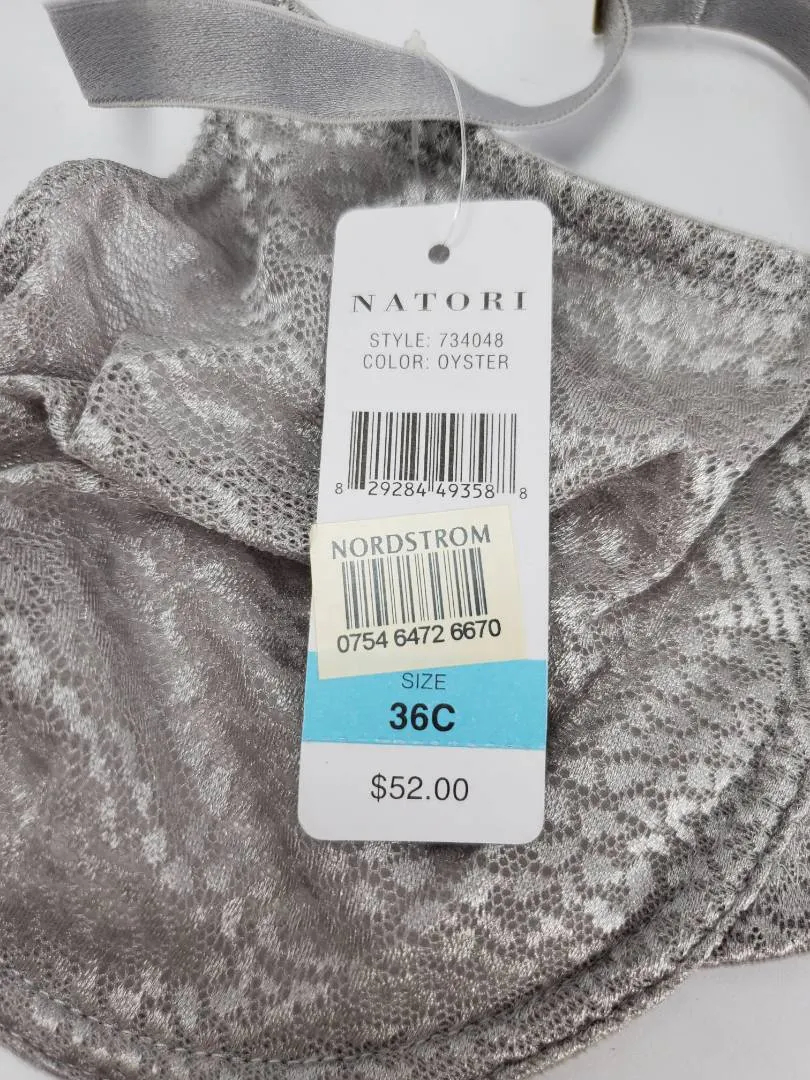 NATORI
STYLE: 734048
COLOR: OYSTER
8 29284 49358 8
NORDSTROM
0754 6472 6670
SIZE
36C
$52.00